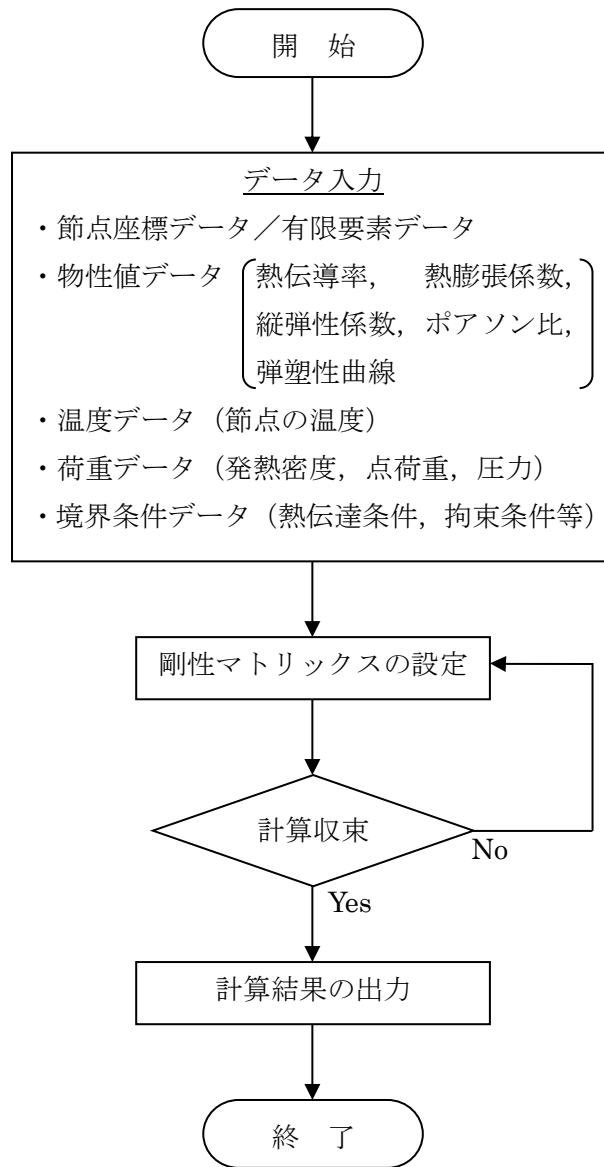 開　始
データ入力
・節点座標データ／有限要素データ
・物性値データ 熱伝導率，　熱膨張係数，
縦弾性係数，ポアソン比，
弾塑性曲線
・温度データ（節点の温度）
・荷重データ（発熱密度，点荷重，圧力）
・境界条件データ（熱伝達条件，拘束条件等）
剛性マトリックスの設定
計算収束
No
Yes
計算結果の出力
終　了